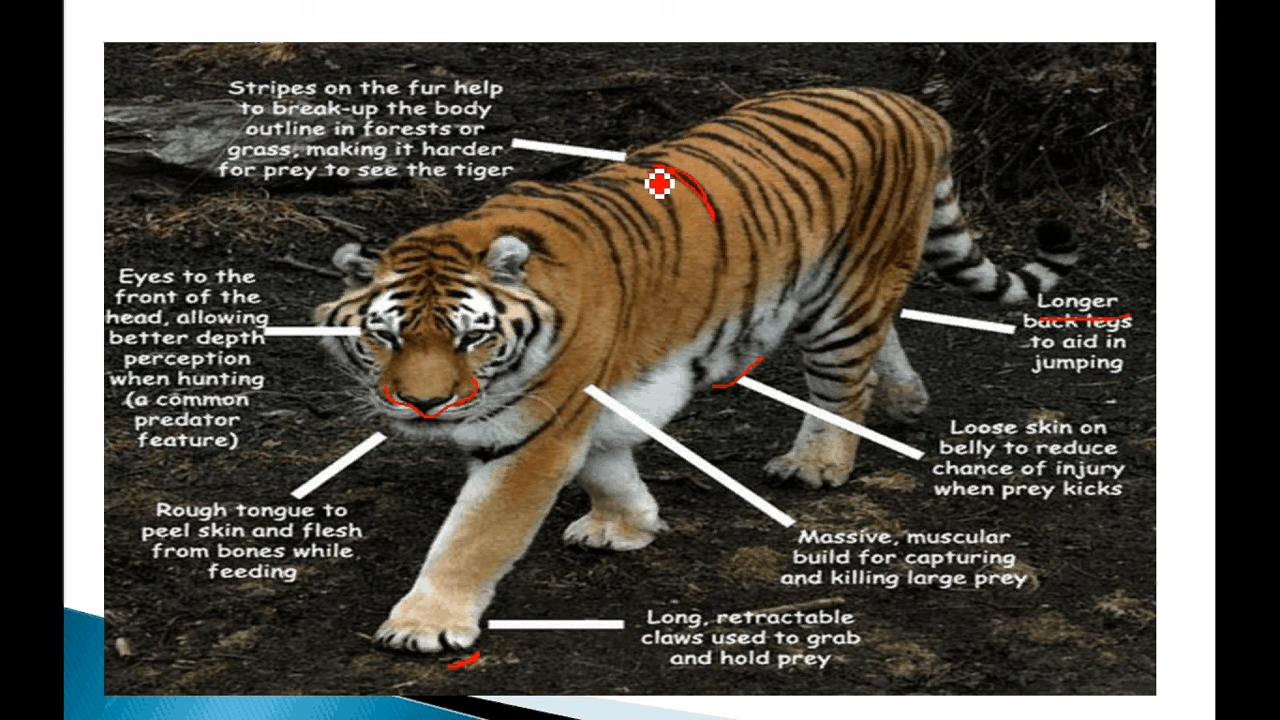 Stripes on the fur help
to break-up the body
outline in forests or
grass, making it harder
for prey to see the tiger
Eyes to the
front of the
head, allowing
better depth
perception
when hunting
(a common
predator
feature)
Longer
back legs
to aid in
jumping
Loose skin on
belly to reduce
chance of injury
when prey kicks
Rough tongue to
peel skin and flesh
from bones while
feeding
Massive, muscular
build for capturing
and killing large prey
Long, retractable
claws used to grab
and hold prey